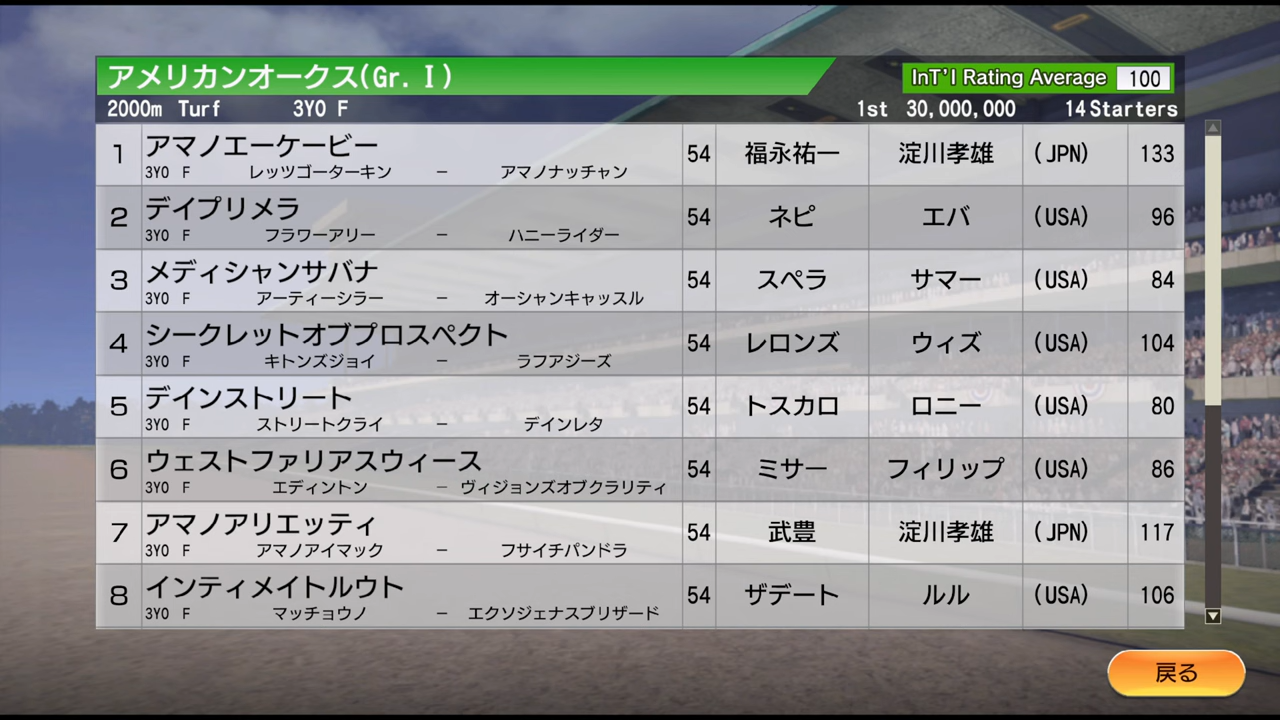 アメリカンオークス(Gr. I) InT'l Rating Average 100
2000m Turf 3YO F 1st 30,000,000 14Starters
1 アマノエーケービー 54 福永祐一 淀川孝雄 (JPN) 133
3YO F レッツゴーターキン － アマノナッチャン
2 デイプリメラ 54 ネピ エバ (USA) 96
3YO F フラワーアリー － ハニーライダー
3 メディシャンサバナ 54 スペラ サマー (USA) 84
3YO F アーティーシラー － オーシャンキャッスル
4 シークレットオブプロスペクト 54 レロンズ ウィズ (USA) 104
3YO F キトンズジョイ － ラフアジーズ
5 デインストリート 54 トスカロ ロニー (USA) 80
3YO F ストリートクライ － デインレタ
6 ウェストファリアスウィース 54 ミサー フィリップ (USA) 86
3YO F エディントン － ヴィジョンズオブクラリティ
7 アマノアリエッティ 54 武豊 淀川孝雄 (JPN) 117
3YO F アマノアイマック － フサイチパンドラ
8 インティメイトルウト 54 ザデート ルル (USA) 106
3YO F マッチョウノ － エクソジェナスブリザード
戻る